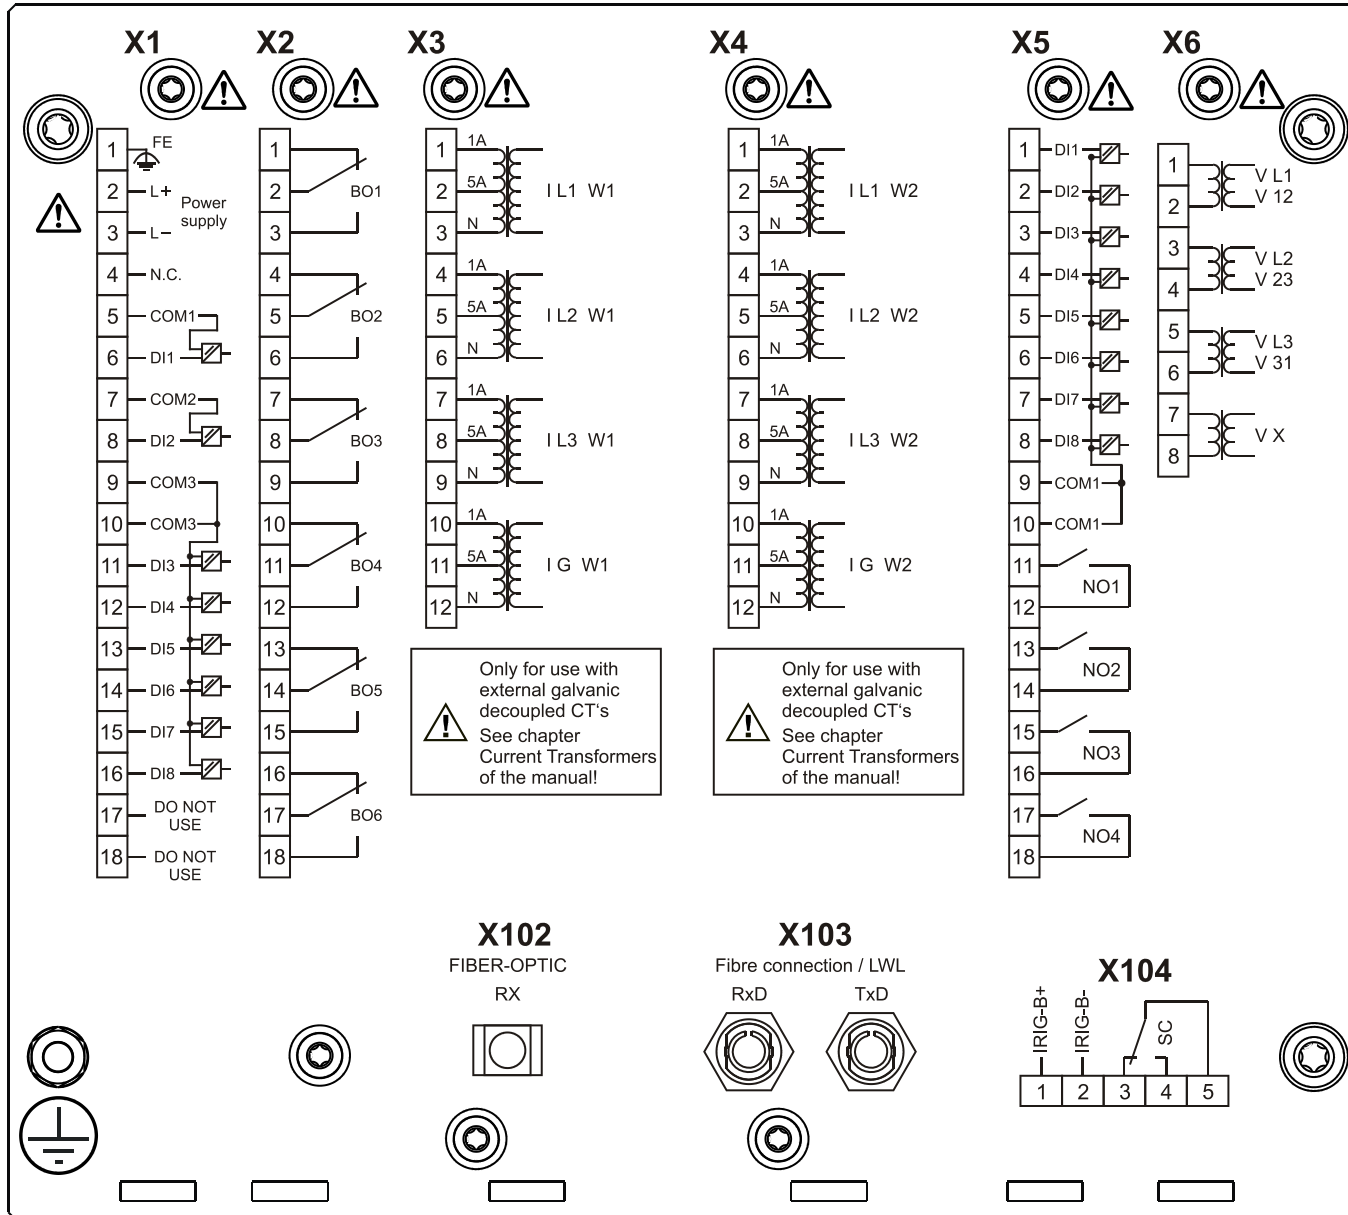 X1
1 FE
2 L+
3 L–
Power
supply
4 N.C.
5 COM1
6 DI1
7 COM2
8 DI2
9 COM3
10 COM3
11 DI3
12 DI4
13 DI5
14 DI6
15 DI7
16 DI8
17 DO NOT
USE
18 DO NOT
USE
X2
1
2 BO1
3
4
5 BO2
6
7
8 BO3
9
10
11 BO4
12
13
14 BO5
15
16
17 BO6
18
X3
1 1A
2 5A I L1 W1
3 N
4 1A
5 5A I L2 W1
6 N
7 1A
8 5A I L3 W1
9 N
10 1A
11 5A I G W1
12 N
Only for use with
external galvanic
decoupled CT‘s
See chapter
Current Transformers
of the manual!
X4
1 1A
2 5A I L1 W2
3 N
4 1A
5 5A I L2 W2
6 N
7 1A
8 5A I L3 W2
9 N
10 1A
11 5A I G W2
12 N
Only for use with
external galvanic
decoupled CT‘s
See chapter
Current Transformers
of the manual!
X5
1 DI1
2 DI2
3 DI3
4 DI4
5 DI5
6 DI6
7 DI7
8 DI8
9 COM1
10 COM1
11
NO1
12
13
NO2
14
15
NO3
16
17
NO4
18
X6
1 V L1
2 V 12
3 V L2
4 V 23
5 V L3
6 V 31
7
V X
8
X102
FIBER-OPTIC
RX
X103
Fibre connection / LWL
RxD TxD
X104
IRIG-B+
IRIG-B-
SC
1 2 3 4 5